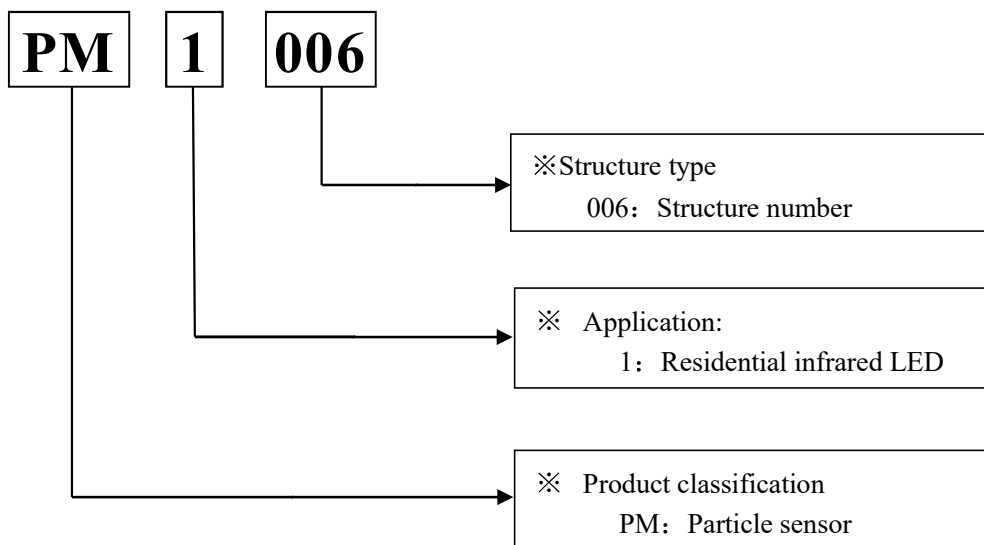 PM 1 006
※Structure type
006：Structure number
※ Application:
1：Residential infrared LED
※ Product classification
PM：Particle sensor